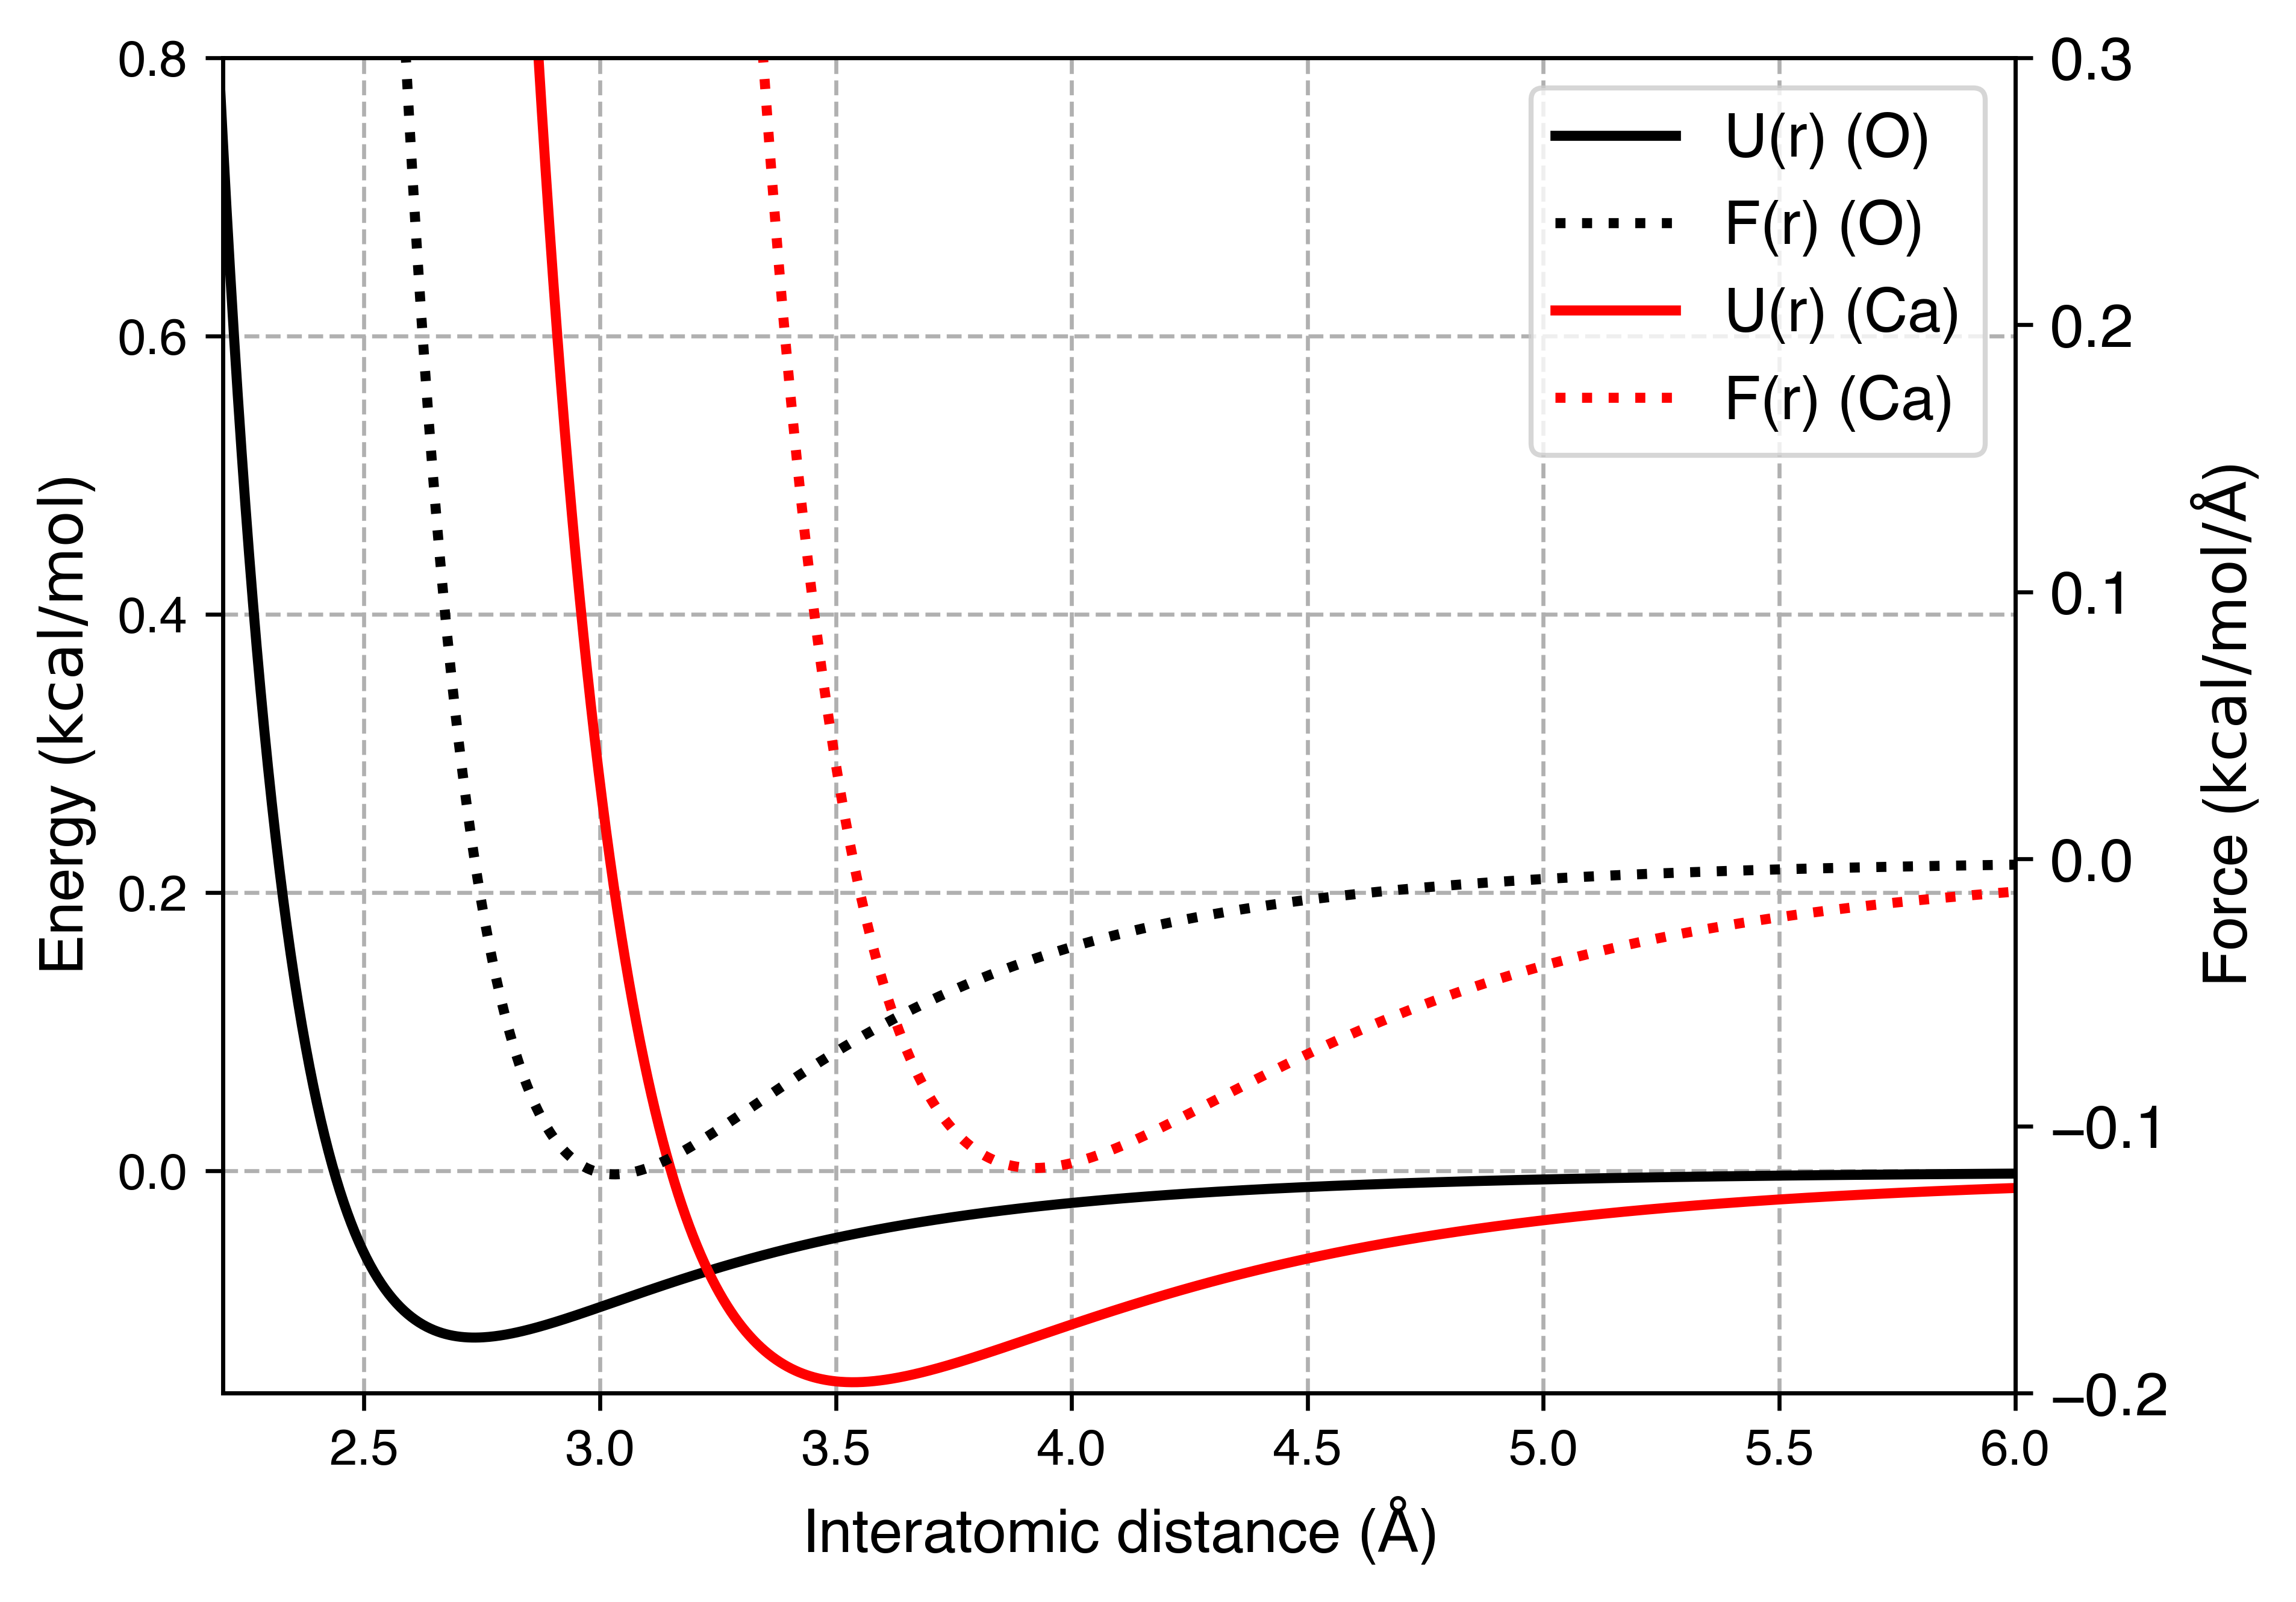 0.8
0.6
0.4
0.2
0.0
Energy (kcal/mol)
0.3
0.2
0.1
0.0
−0.1
−0.2
Force (kcal/mol/Å)
U(r) (O)
F(r) (O)
U(r) (Ca)
F(r) (Ca)
2.5 3.0 3.5 4.0 4.5 5.0 5.5 6.0
Interatomic distance (Å)